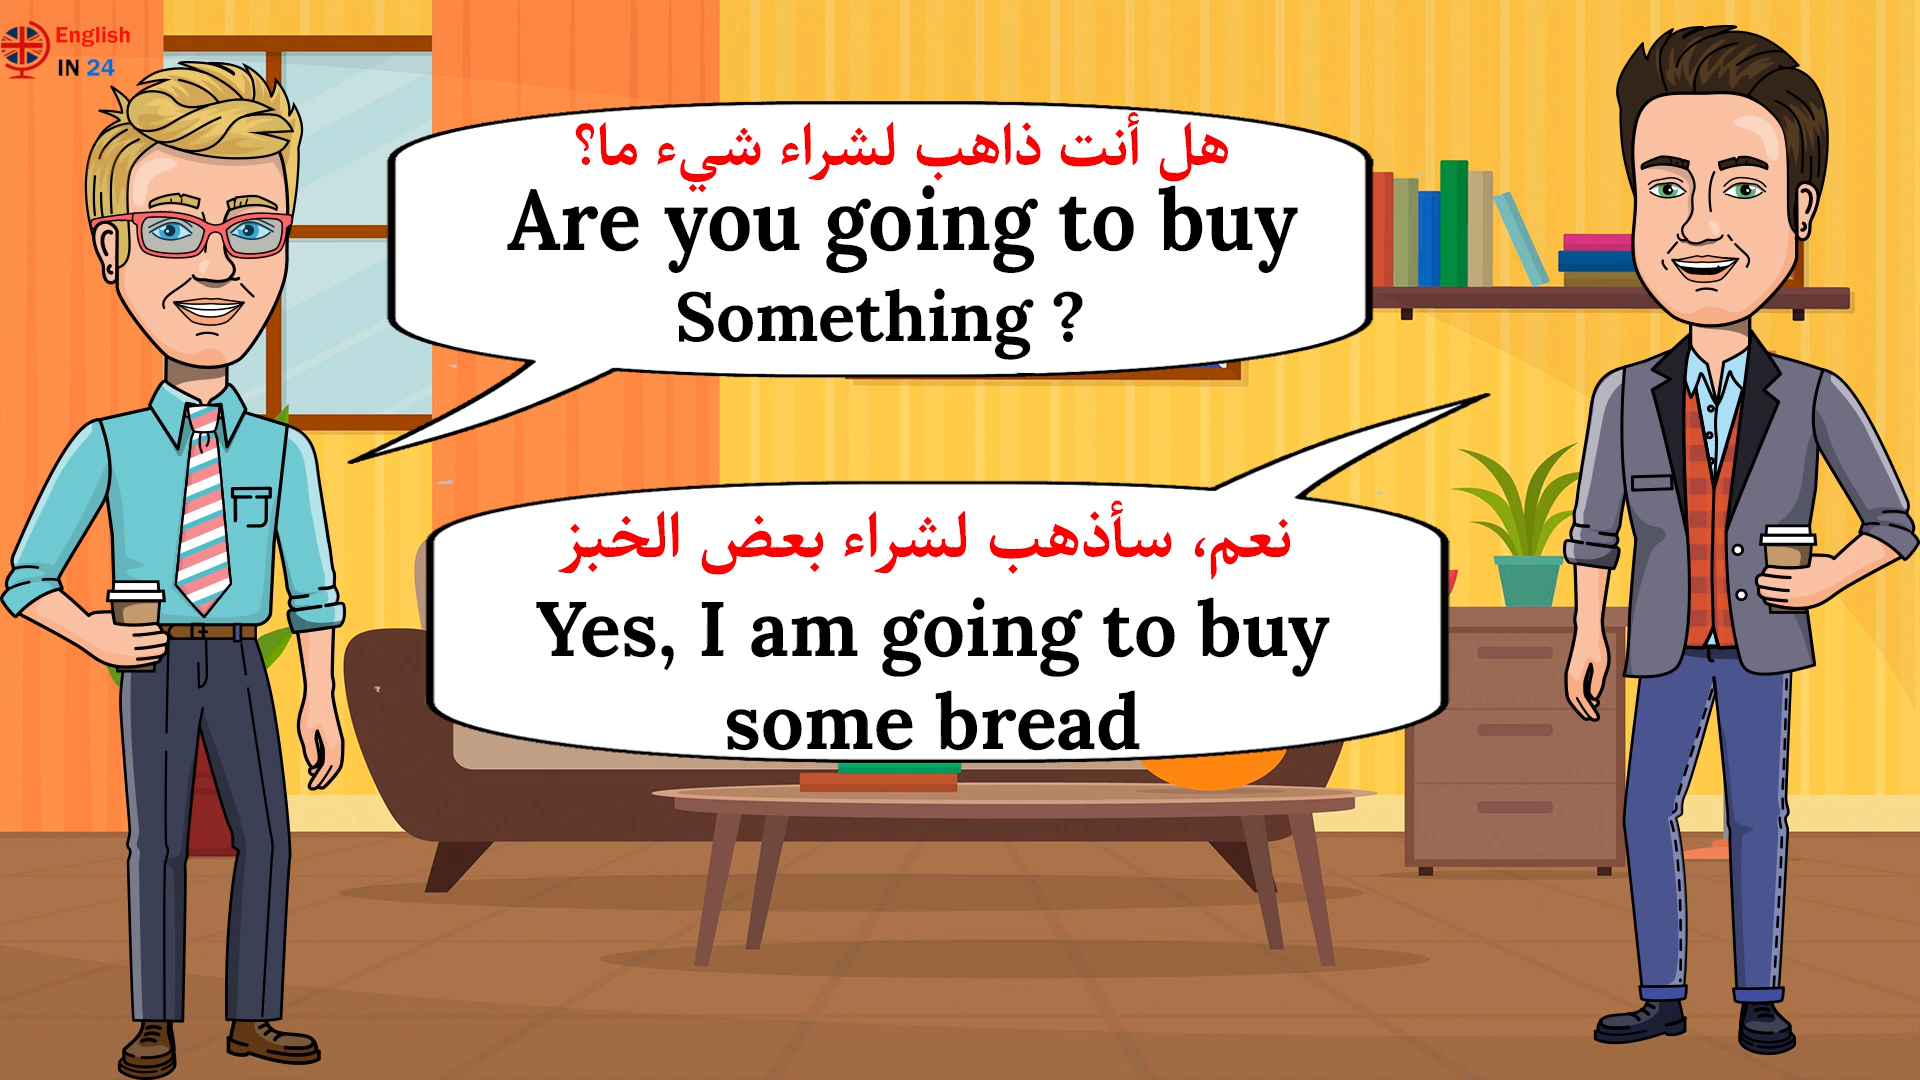 English
IN 24
هل أنت ذاهب لشراء شيء ما؟
Are you going to buy
Something ?
نعم، سأذهب لشراء بعض الخبز
Yes, I am going to buy
some bread